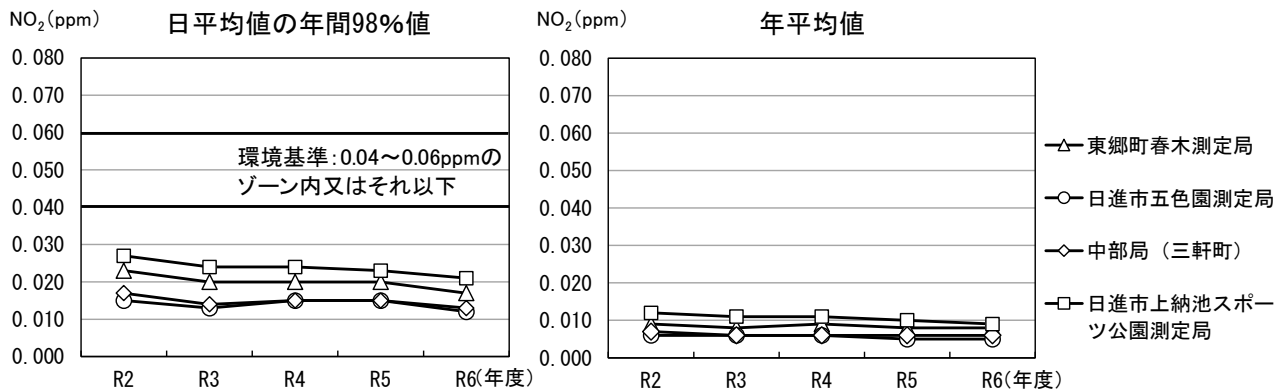 NO₂(ppm)
日平均値の年間98%値
0.080
0.070
0.060
0.050
0.040
0.030
0.020
0.010
0.000
環境基準:0.04～0.06ppmの
ゾーン内又はそれ以下
R2 R3 R4 R5 R6(年度)
NO₂(ppm)
年平均値
0.080
0.070
0.060
0.050
0.040
0.030
0.020
0.010
0.000
R2 R3 R4 R5 R6(年度)
東郷町春木測定局
日進市五色園測定局
中部局（三軒町）
日進市上納池スポー
ツ公園測定局